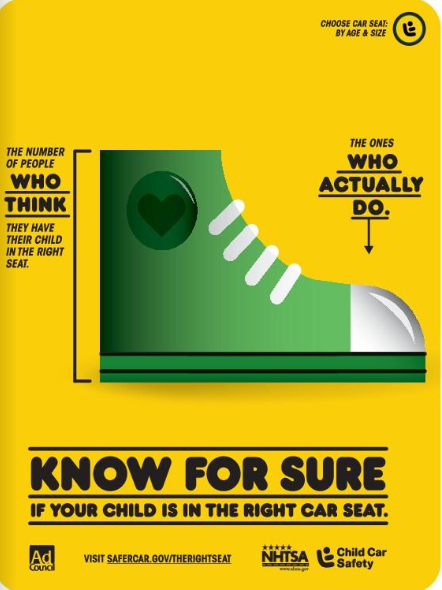 CHOOSE CAR SEAT:
BY AGE & SIZE
THE NUMBER
OF PEOPLE
WHO
THINK
THEY HAVE
THEIR CHILD
IN THE RIGHT
SEAT.
THE ONES
WHO
ACTUALLY
DO.
KNOW FOR SURE
IF YOUR CHILD IS IN THE RIGHT CAR SEAT.
Ad
Council
VISIT SAFERCAR.GOV/THERIGHTSEAT
NHTSA
www.nhtsa.gov
Child Car
Safety